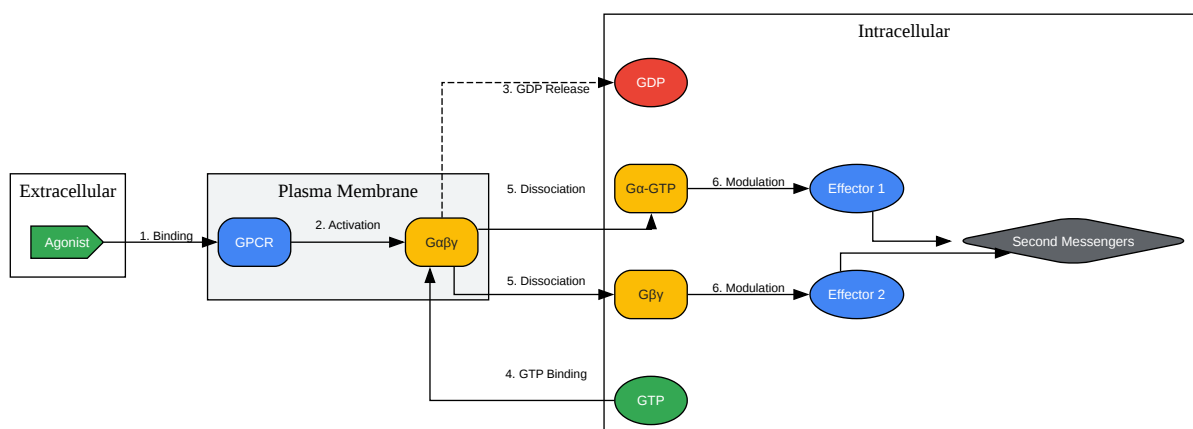 Intracellular
GDP
3. GDP Release
Extracellular
Plasma Membrane
5. Dissociation
Gα-GTP
6. Modulation
Effector 1
Agonist
1. Binding
GPCR
2. Activation
Gαβγ
Second Messengers
5. Dissociation
Gβγ
6. Modulation
Effector 2
4. GTP Binding
GTP